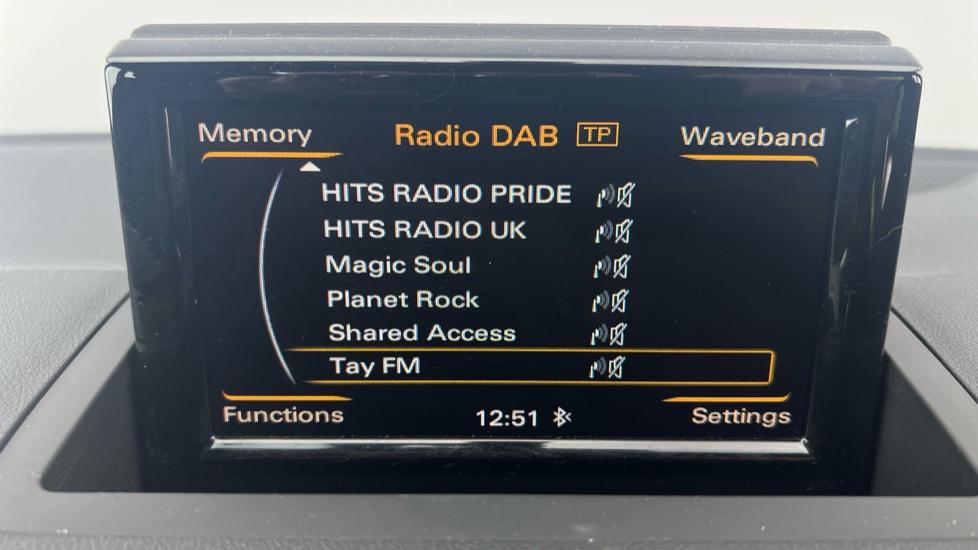 Memory Radio DAB TP Waveband
HITS RADIO PRIDE
HITS RADIO UK
Magic Soul
Planet Rock
Shared Access
Tay FM
Functions 12:51 Settings